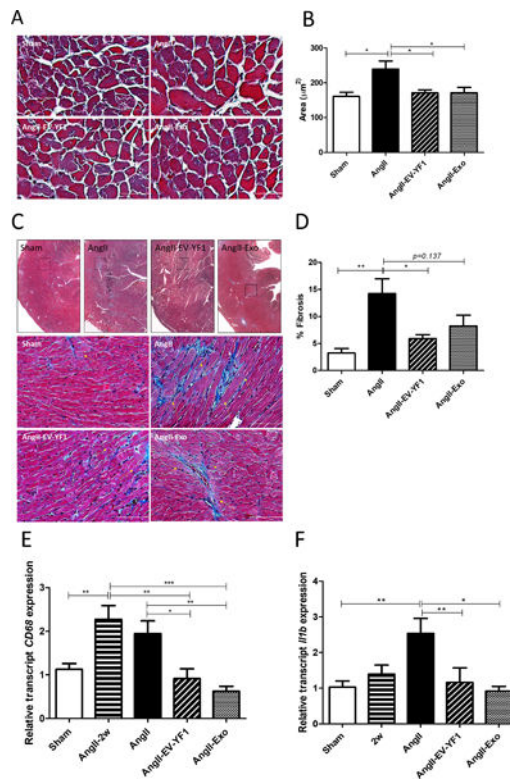 A
Sham
AngII
AngII-EV-YF1
AngII-Exo
B
Area (μm²)
300
200
100
0
*
*
*
Sham
AngII
AngII-EV-YF1
AngII-Exo
C
Sham
AngII
AngII-EV-YF1
AngII-Exo
Sham
AngII
AngII-EV-YF1
AngII-Exo
D
% Fibrosis
20
15
10
5
0
p=0.137
**
*
Sham
AngII
AngII-EV-YF1
AngII-Exo
E
Relative transcript CD68 expression
3
2
1
0
***
**
**
**
*
Sham
AngII-2w
AngII
AngII-EV-YF1
AngII-Exo
F
Relative transcript Il1b expression
4
3
2
1
0
**
*
**
Sham
2w
AngII
AngII-EV-YF1
AngII-Exo